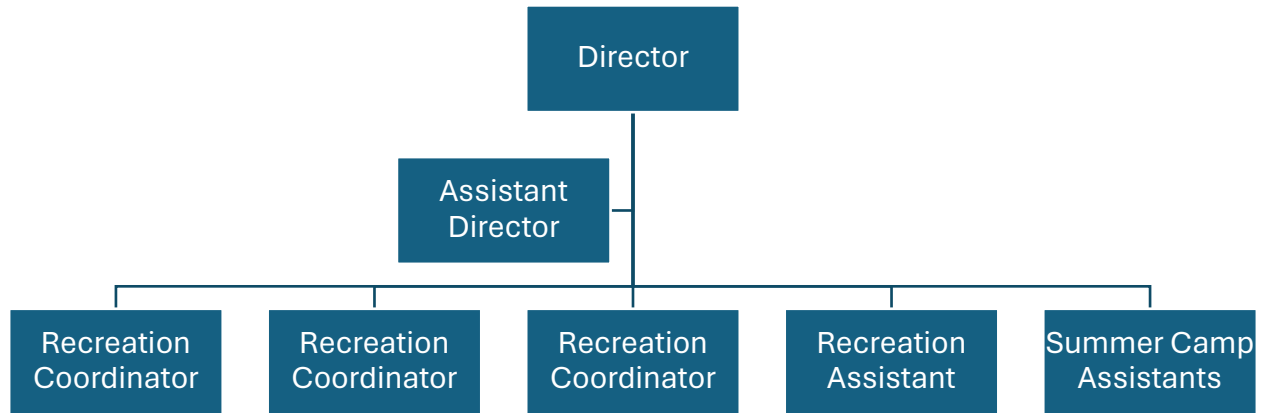 Director
Assistant
Director
Recreation
Coordinator
Recreation
Coordinator
Recreation
Coordinator
Recreation
Assistant
Summer Camp
Assistants